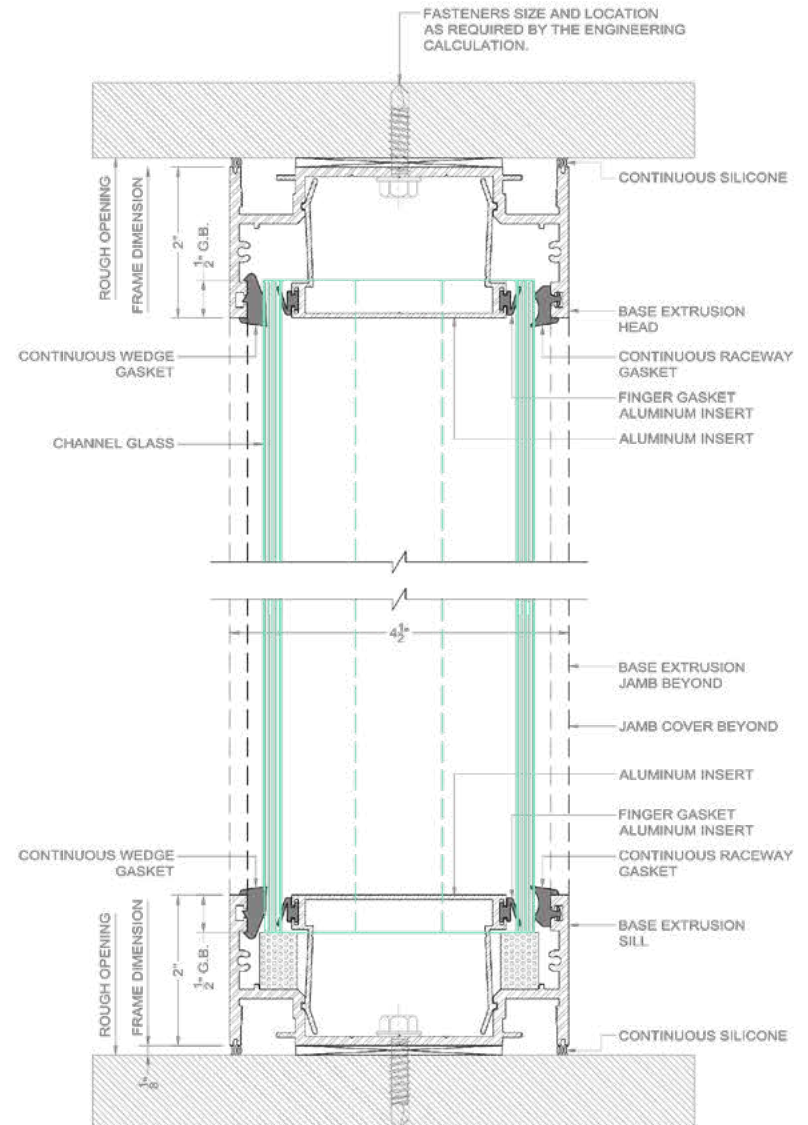 FASTENERS SIZE AND LOCATION
AS REQUIRED BY THE ENGINEERING
CALCULATION.
CONTINUOUS SILICONE
ROUGH OPENING
FRAME DIMENSION
2"
1/2" G.B.
BASE EXTRUSION
HEAD
CONTINUOUS WEDGE
GASKET
CONTINUOUS RACEWAY
GASKET
FINGER GASKET
ALUMINUM INSERT
CHANNEL GLASS
ALUMINUM INSERT
4 1/2"
BASE EXTRUSION
JAMB BEYOND
JAMB COVER BEYOND
ALUMINUM INSERT
FINGER GASKET
ALUMINUM INSERT
CONTINUOUS WEDGE
GASKET
CONTINUOUS RACEWAY
GASKET
BASE EXTRUSION
SILL
ROUGH OPENING
FRAME DIMENSION
2"
1/2" G.B.
CONTINUOUS SILICONE
1/8"